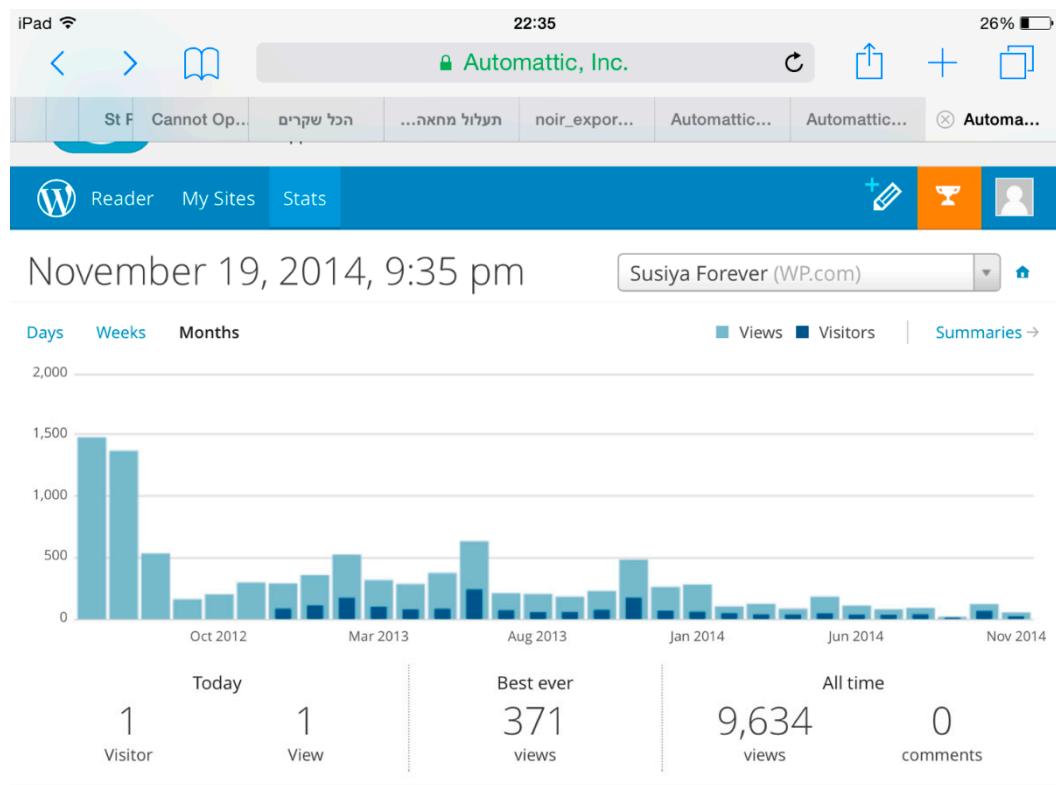 iPad 22:35 26%
Automattic, Inc.
St F Cannot Op... הכל שקרים תעלול מחאה... noir_expor... Automattic... Automattic... Automa...
Reader My Sites Stats
November 19, 2014, 9:35 pm Susiya Forever (WP.com)
Days Weeks Months Views Visitors Summaries →
2,000
1,500
1,000
500
0
Oct 2012 Mar 2013 Aug 2013 Jan 2014 Jun 2014 Nov 2014
Today Best ever All time
1 1 371 9,634 0
Visitor View views views comments